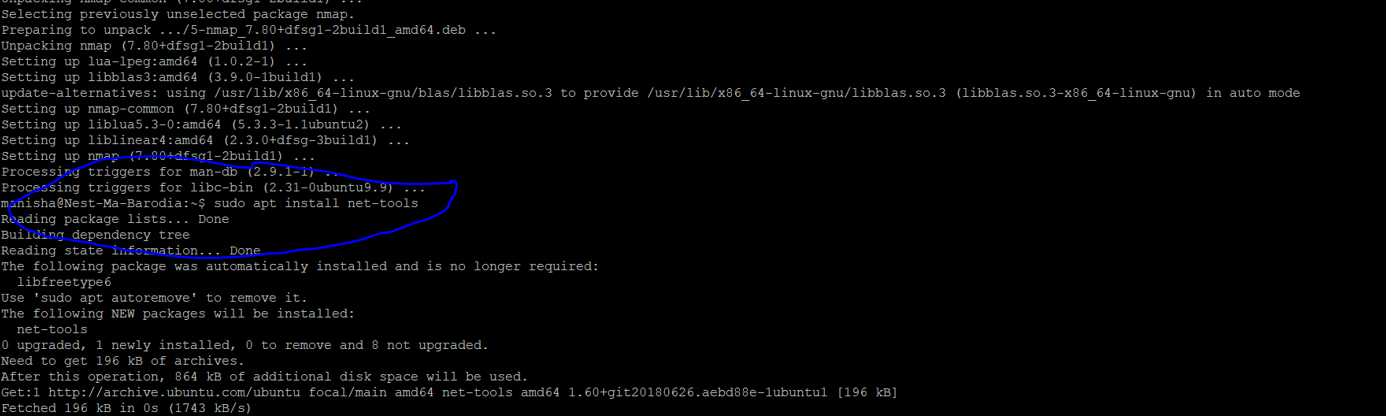 Unpacking nmap-common (7.80+dfsg1-2build1) ...
Selecting previously unselected package nmap.
Preparing to unpack .../5-nmap_7.80+dfsg1-2build1_amd64.deb ...
Unpacking nmap (7.80+dfsg1-2build1) ...
Setting up lua-lpeg:amd64 (1.0.2-1) ...
Setting up libblas3:amd64 (3.9.0-1build1) ...
update-alternatives: using /usr/lib/x86_64-linux-gnu/blas/libblas.so.3 to provide /usr/lib/x86_64-linux-gnu/libblas.so.3 (libblas.so.3-x86_64-linux-gnu) in auto mode
Setting up nmap-common (7.80+dfsg1-2build1) ...
Setting up liblua5.3-0:amd64 (5.3.3-1.1ubuntu2) ...
Setting up liblinear4:amd64 (2.3.0+dfsg-3build1) ...
Setting up nmap (7.80+dfsg1-2build1) ...
Processing triggers for man-db (2.9.1-1) ...
Processing triggers for libc-bin (2.31-0ubuntu9.9) ...
manisha@Nest-Ma-Barodia:~$ sudo apt install net-tools
Reading package lists... Done
Building dependency tree
Reading state information... Done
The following package was automatically installed and is no longer required:
  libfreetype6
Use 'sudo apt autoremove' to remove it.
The following NEW packages will be installed:
  net-tools
0 upgraded, 1 newly installed, 0 to remove and 8 not upgraded.
Need to get 196 kB of archives.
After this operation, 864 kB of additional disk space will be used.
Get:1 http://archive.ubuntu.com/ubuntu focal/main amd64 net-tools amd64 1.60+git20180626.aebd88e-1ubuntu1 [196 kB]
Fetched 196 kB in 0s (1743 kB/s)